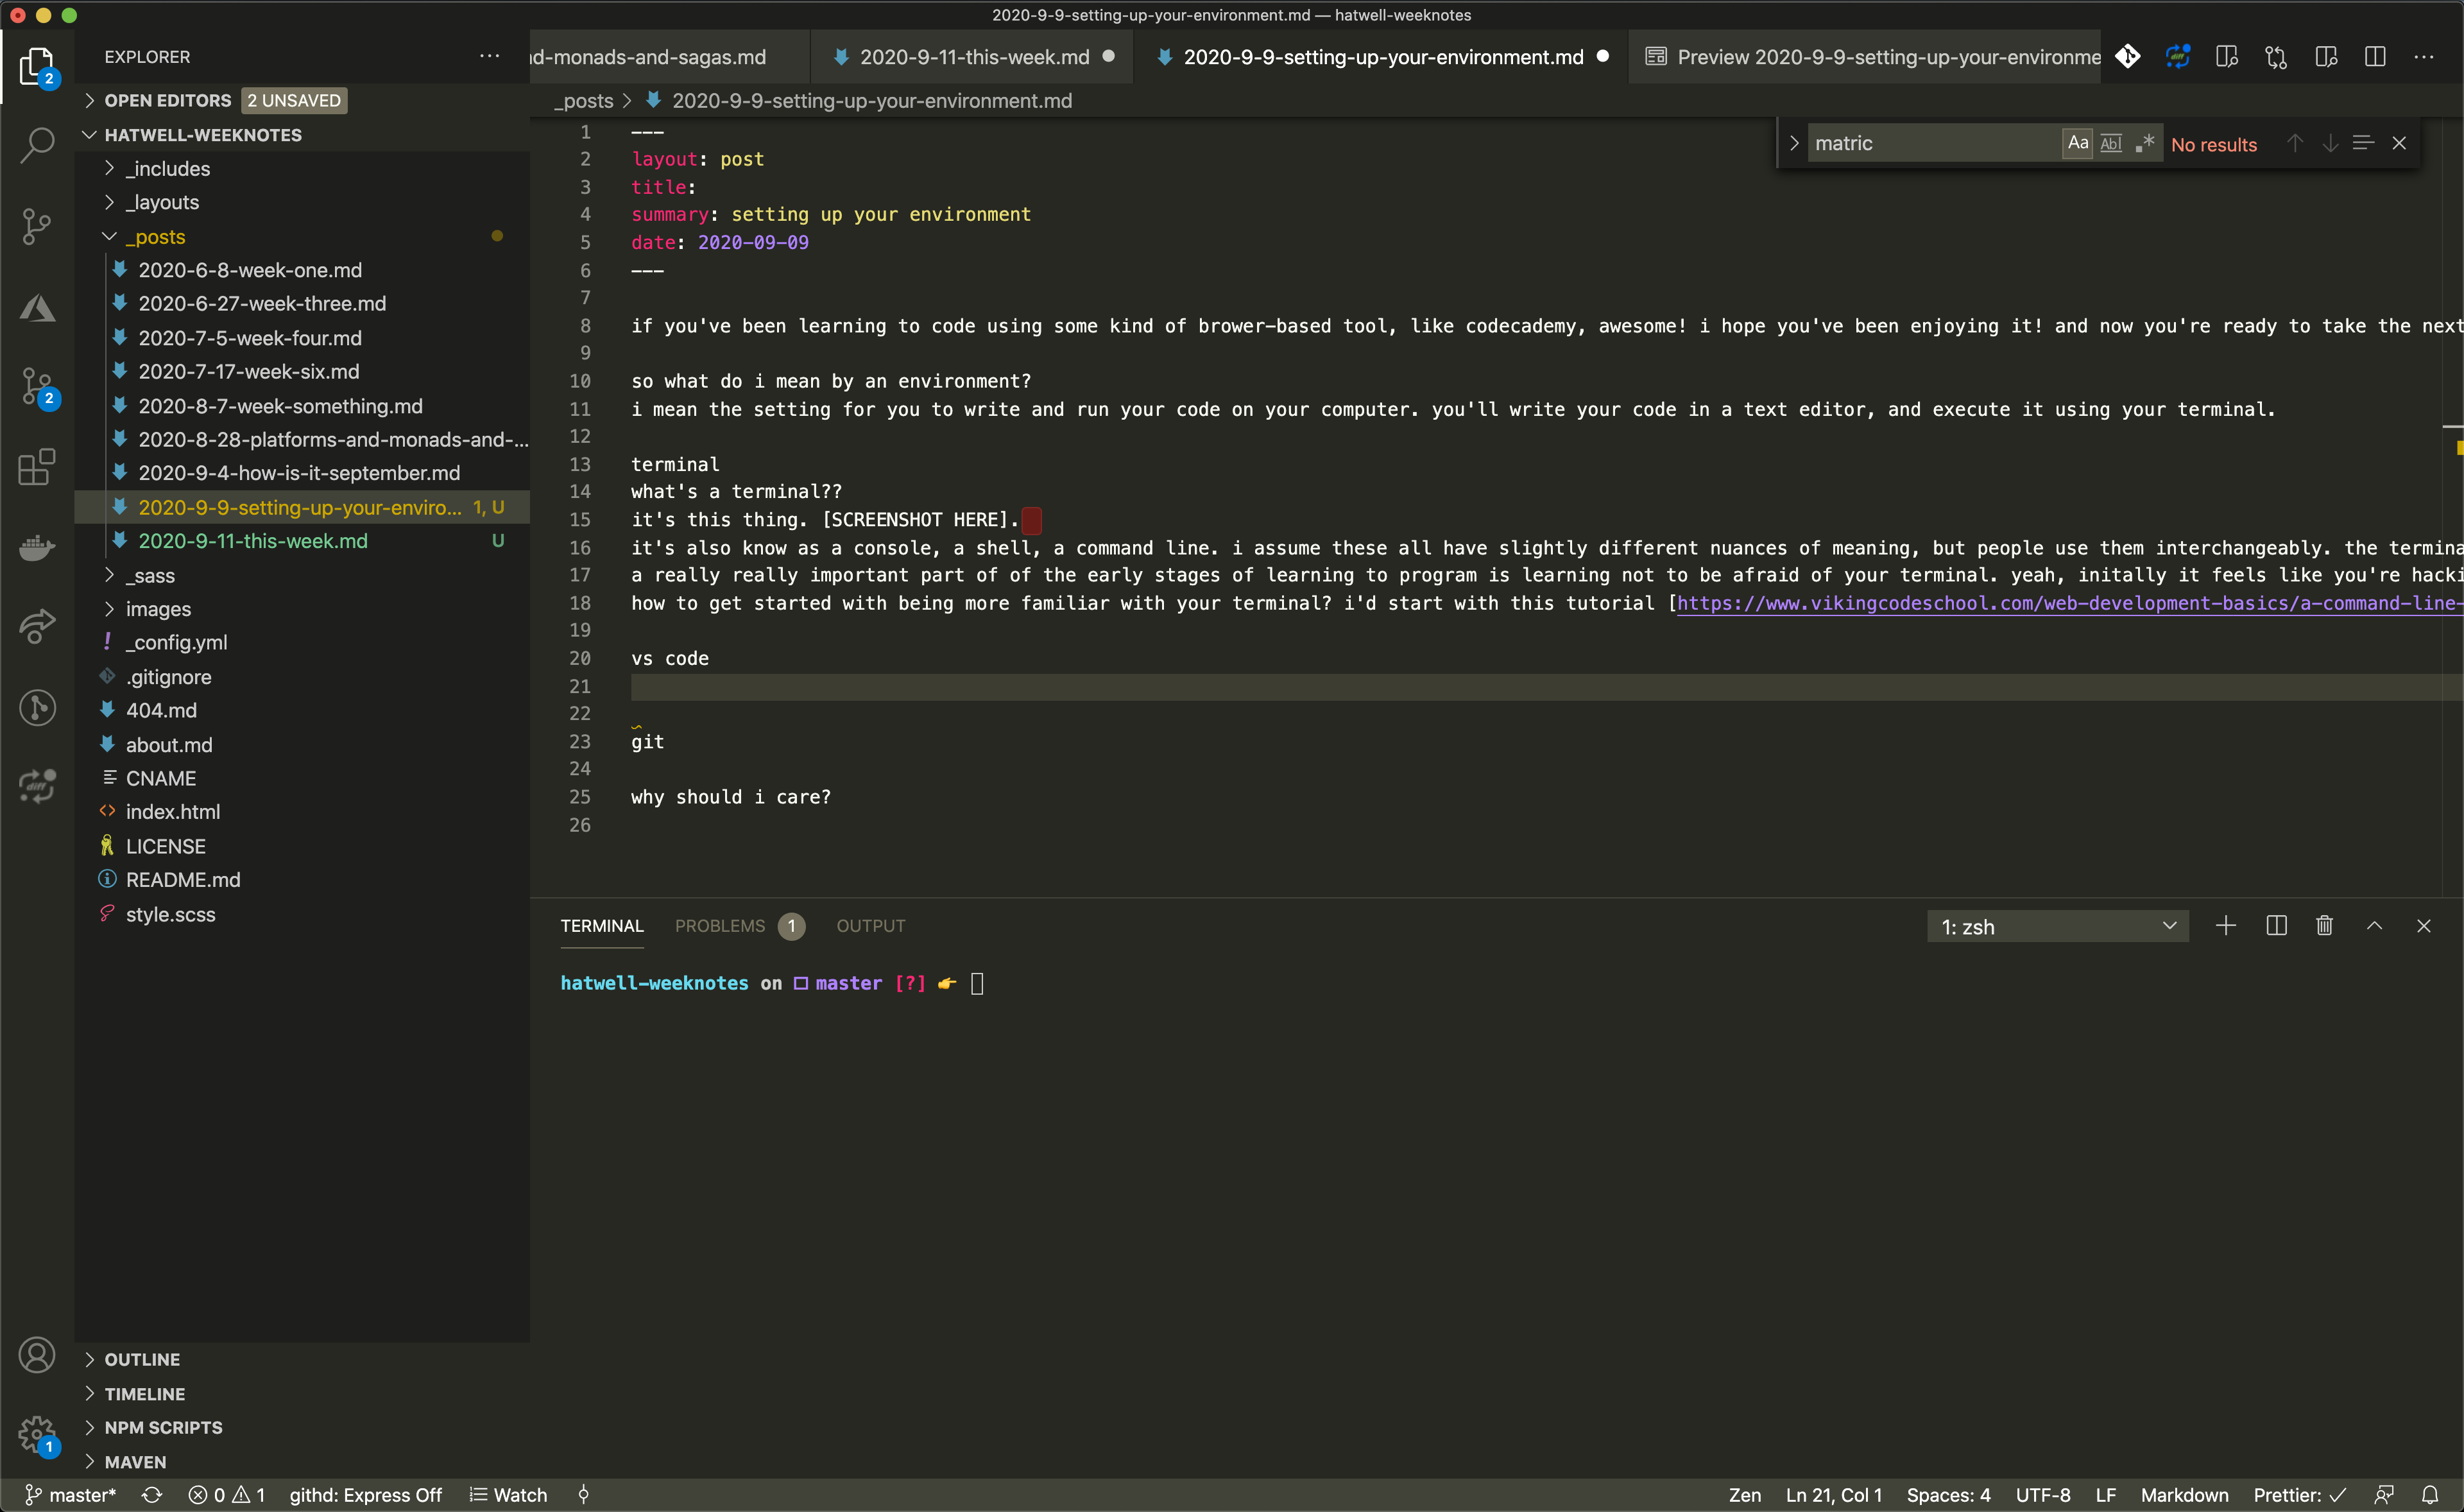 2020-9-9-setting-up-your-environment.md — hatwell-weeknotes
EXPLORER
nd-monads-and-sagas.md
2020-9-11-this-week.md
2020-9-9-setting-up-your-environment.md
Preview 2020-9-9-setting-up-your-environme
2
OPEN EDITORS 2 UNSAVED
HATWELL-WEEKNOTES
_includes
_layouts
_posts
2020-6-8-week-one.md
2020-6-27-week-three.md
2020-7-5-week-four.md
2020-7-17-week-six.md
2020-8-7-week-something.md
2020-8-28-platforms-and-monads-and-...
2020-9-4-how-is-it-september.md
2020-9-9-setting-up-your-enviro... 1, U
2020-9-11-this-week.md U
_sass
images
_config.yml
.gitignore
404.md
about.md
CNAME
index.html
LICENSE
README.md
style.scss
2
OUTLINE
TIMELINE
NPM SCRIPTS
MAVEN
1
_posts > 2020-9-9-setting-up-your-environment.md
matric Aa Abl .* No results
1 ---
2 layout: post
3 title:
4 summary: setting up your environment
5 date: 2020-09-09
6 ---
7
8 if you've been learning to code using some kind of brower-based tool, like codecademy, awesome! i hope you've been enjoying it! and now you're ready to take the next
9
10 so what do i mean by an environment?
11 i mean the setting for you to write and run your code on your computer. you'll write your code in a text editor, and execute it using your terminal.
12
13 terminal
14 what's a terminal??
15 it's this thing. [SCREENSHOT HERE].
16 it's also know as a console, a shell, a command line. i assume these all have slightly different nuances of meaning, but people use them interchangeably. the termina
17 a really really important part of of the early stages of learning to program is learning not to be afraid of your terminal. yeah, initally it feels like you're hacki
18 how to get started with being more familiar with your terminal? i'd start with this tutorial [https://www.vikingcodeschool.com/web-development-basics/a-command-line-
19
20 vs code
21
22
23 git
24
25 why should i care?
26
TERMINAL PROBLEMS 1 OUTPUT
1: zsh
hatwell-weeknotes on master [?] 👉
master* 0 1 githd: Express Off Watch
Zen Ln 21, Col 1 Spaces: 4 UTF-8 LF Markdown Prettier: ✓